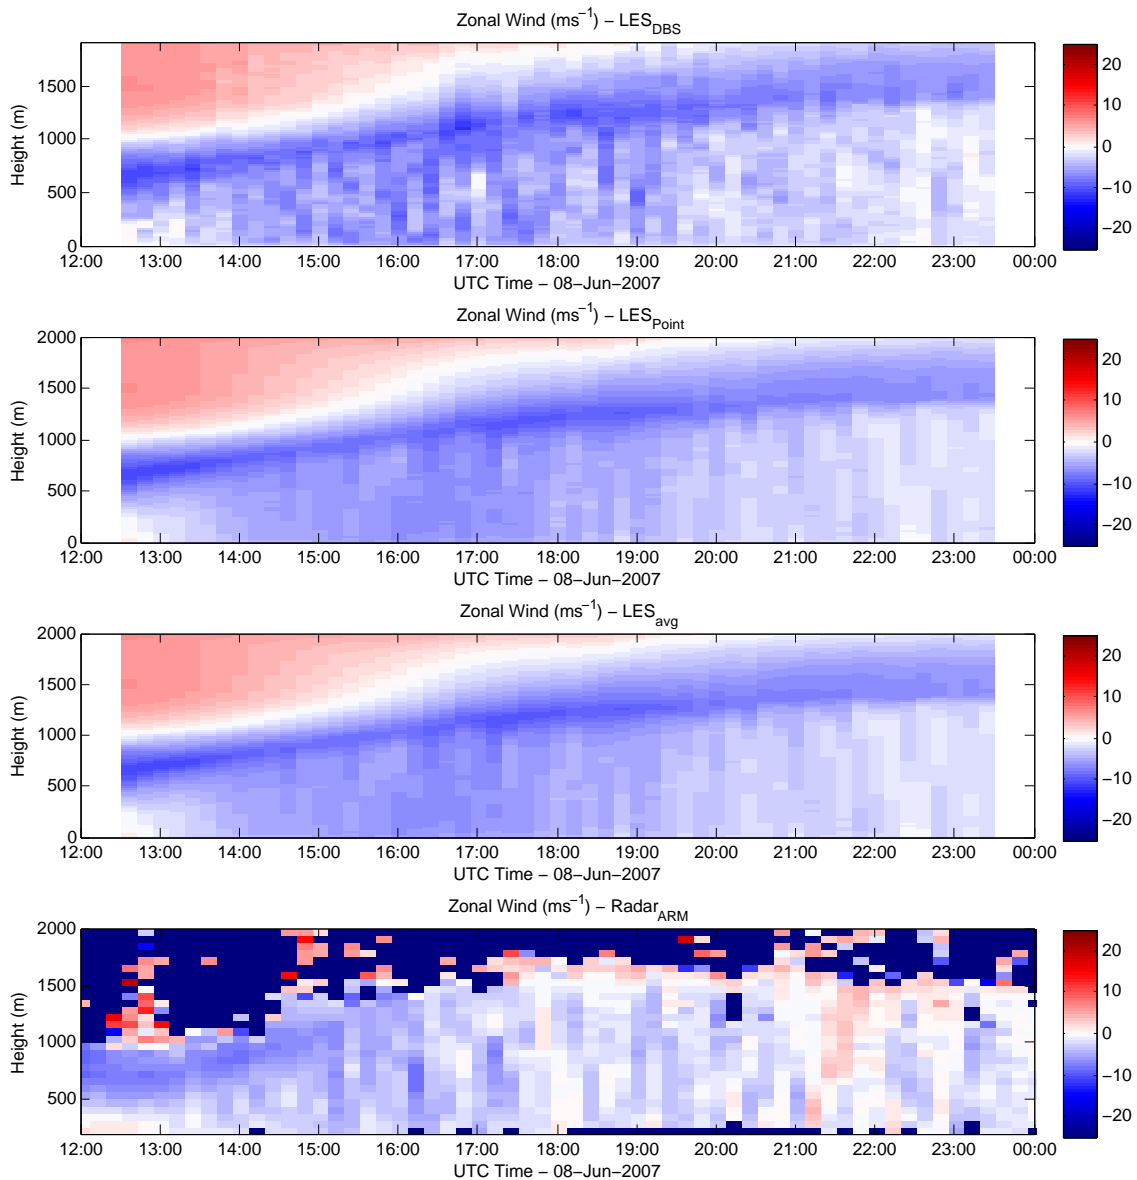 Zonal Wind (ms⁻¹) – LES_DBS
Height (m)
1500
1000
500
0
12:00 13:00 14:00 15:00 16:00 17:00 18:00 19:00 20:00 21:00 22:00 23:00 00:00
UTC Time – 08–Jun–2007
20
10
0
−10
−20
Zonal Wind (ms⁻¹) – LES_Point
Height (m)
2000
1500
1000
500
0
12:00 13:00 14:00 15:00 16:00 17:00 18:00 19:00 20:00 21:00 22:00 23:00 00:00
UTC Time – 08–Jun–2007
20
10
0
−10
−20
Zonal Wind (ms⁻¹) – LES_avg
Height (m)
2000
1500
1000
500
0
12:00 13:00 14:00 15:00 16:00 17:00 18:00 19:00 20:00 21:00 22:00 23:00 00:00
UTC Time – 08–Jun–2007
20
10
0
−10
−20
Zonal Wind (ms⁻¹) – Radar_ARM
Height (m)
2000
1500
1000
500
12:00 13:00 14:00 15:00 16:00 17:00 18:00 19:00 20:00 21:00 22:00 23:00 00:00
UTC Time – 08–Jun–2007
20
10
0
−10
−20